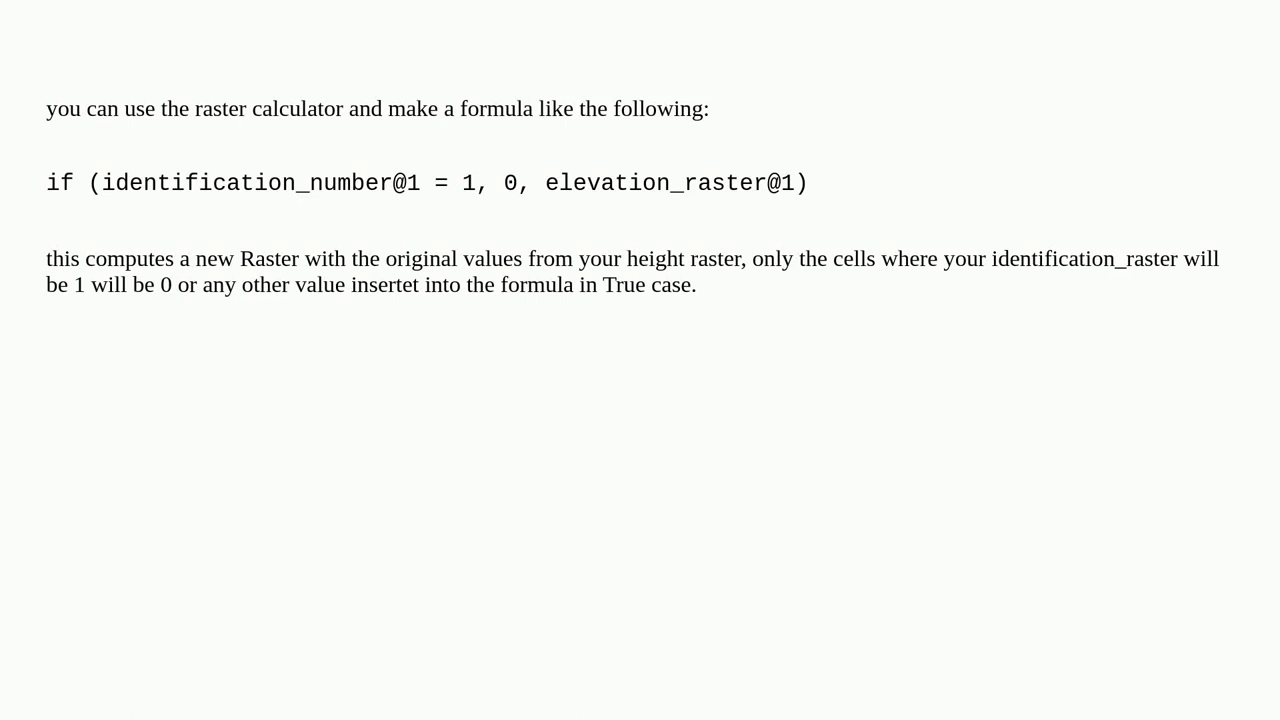 you can use the raster calculator and make a formula like the following:
if (identification_number@1 = 1, 0, elevation_raster@1)
this computes a new Raster with the original values from your height raster, only the cells where your identification_raster will
be 1 will be 0 or any other value insertet into the formula in True case.